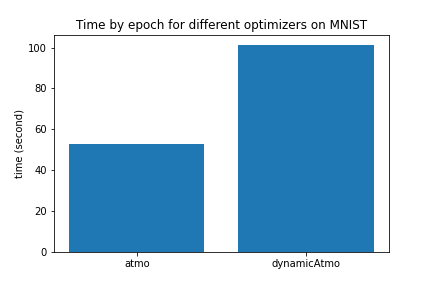 Time by epoch for different optimizers on MNIST
100
80
60
40
20
0
time (second)
atmo
dynamicAtmo